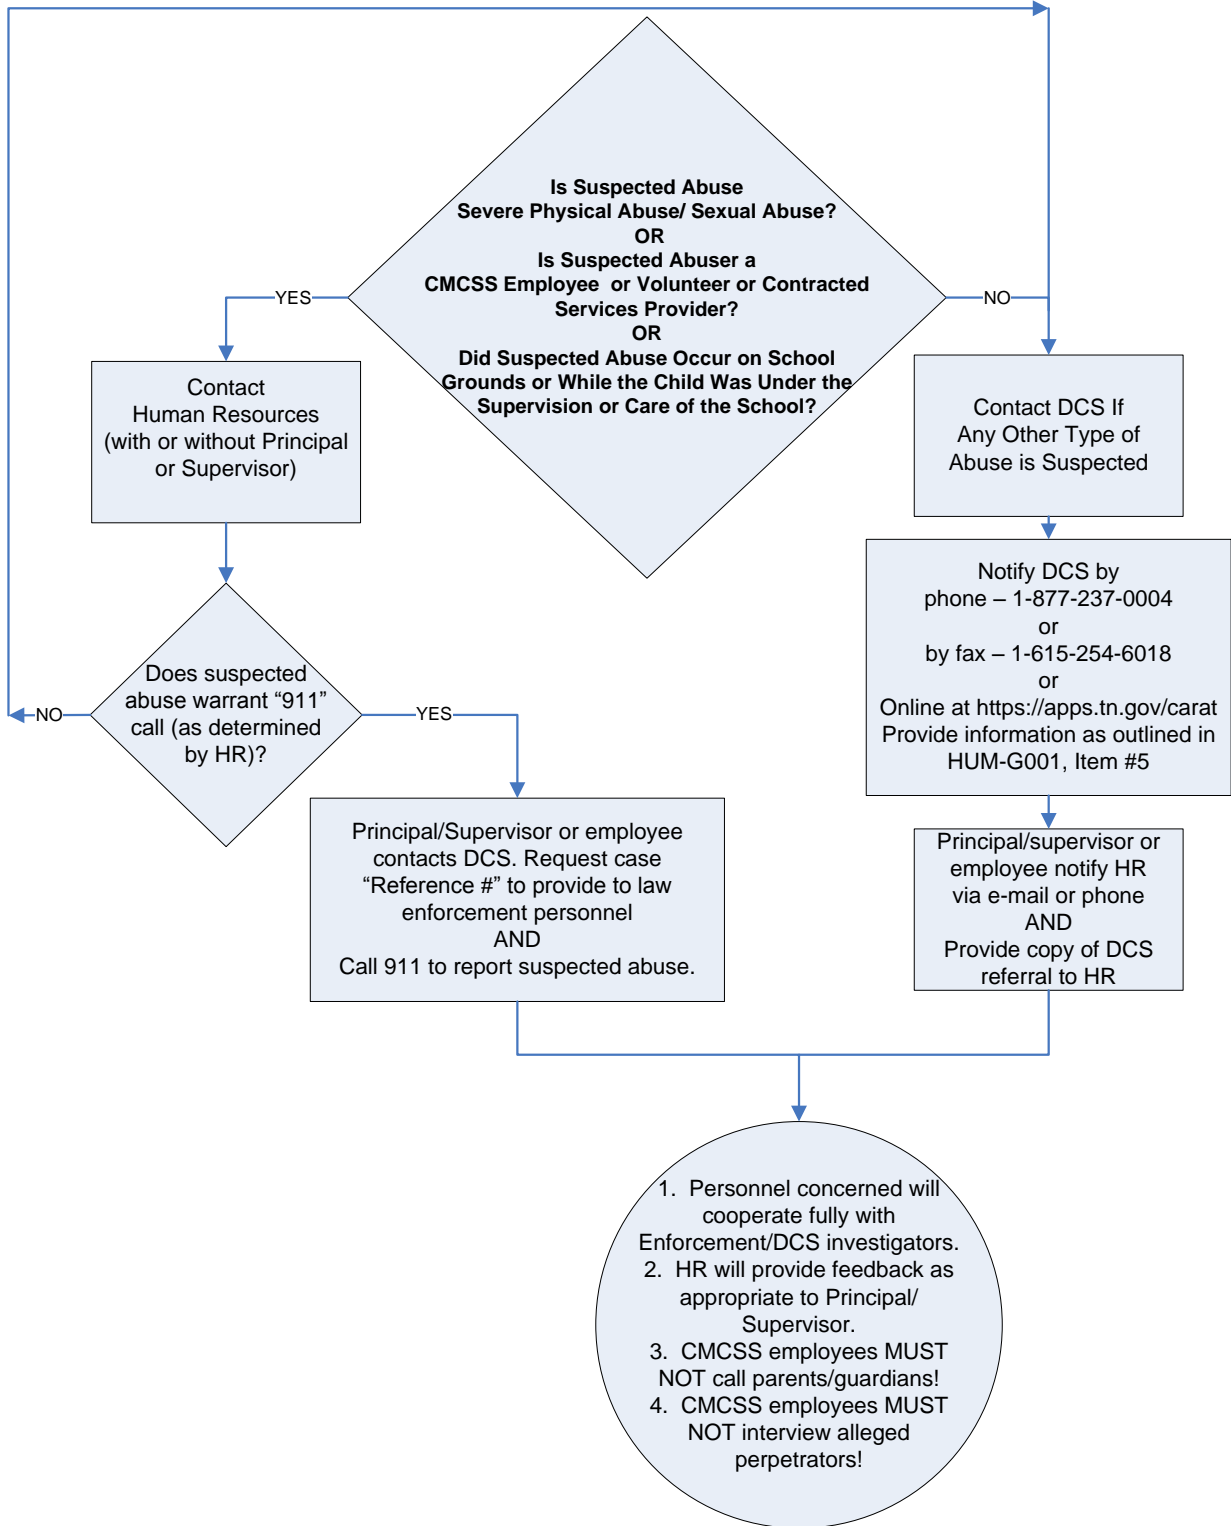 Is Suspected Abuse
Severe Physical Abuse/ Sexual Abuse?
OR
Is Suspected Abuser a
CMCSS Employee  or Volunteer or Contracted
Services Provider?
OR
Did Suspected Abuse Occur on School
Grounds or While the Child Was Under the
Supervision or Care of the School?
YES
NO
Contact
Human Resources
(with or without Principal
or Supervisor)
Contact DCS If
Any Other Type of
Abuse is Suspected
Does suspected
abuse warrant “911”
call (as determined
by HR)?
NO
YES
Notify DCS by
phone – 1-877-237-0004
or
by fax – 1-615-254-6018
or
Online at https://apps.tn.gov/carat
Provide information as outlined in
HUM-G001, Item #5
Principal/Supervisor or employee
contacts DCS. Request case
“Reference #” to provide to law
enforcement personnel
AND
Call 911 to report suspected abuse.
Principal/supervisor or
employee notify HR
via e-mail or phone
AND
Provide copy of DCS
referral to HR
1.  Personnel concerned will
cooperate fully with
Enforcement/DCS investigators.
2.  HR will provide feedback as
appropriate to Principal/
Supervisor.
3.  CMCSS employees MUST
NOT call parents/guardians!
4.  CMCSS employees MUST
NOT interview alleged
perpetrators!